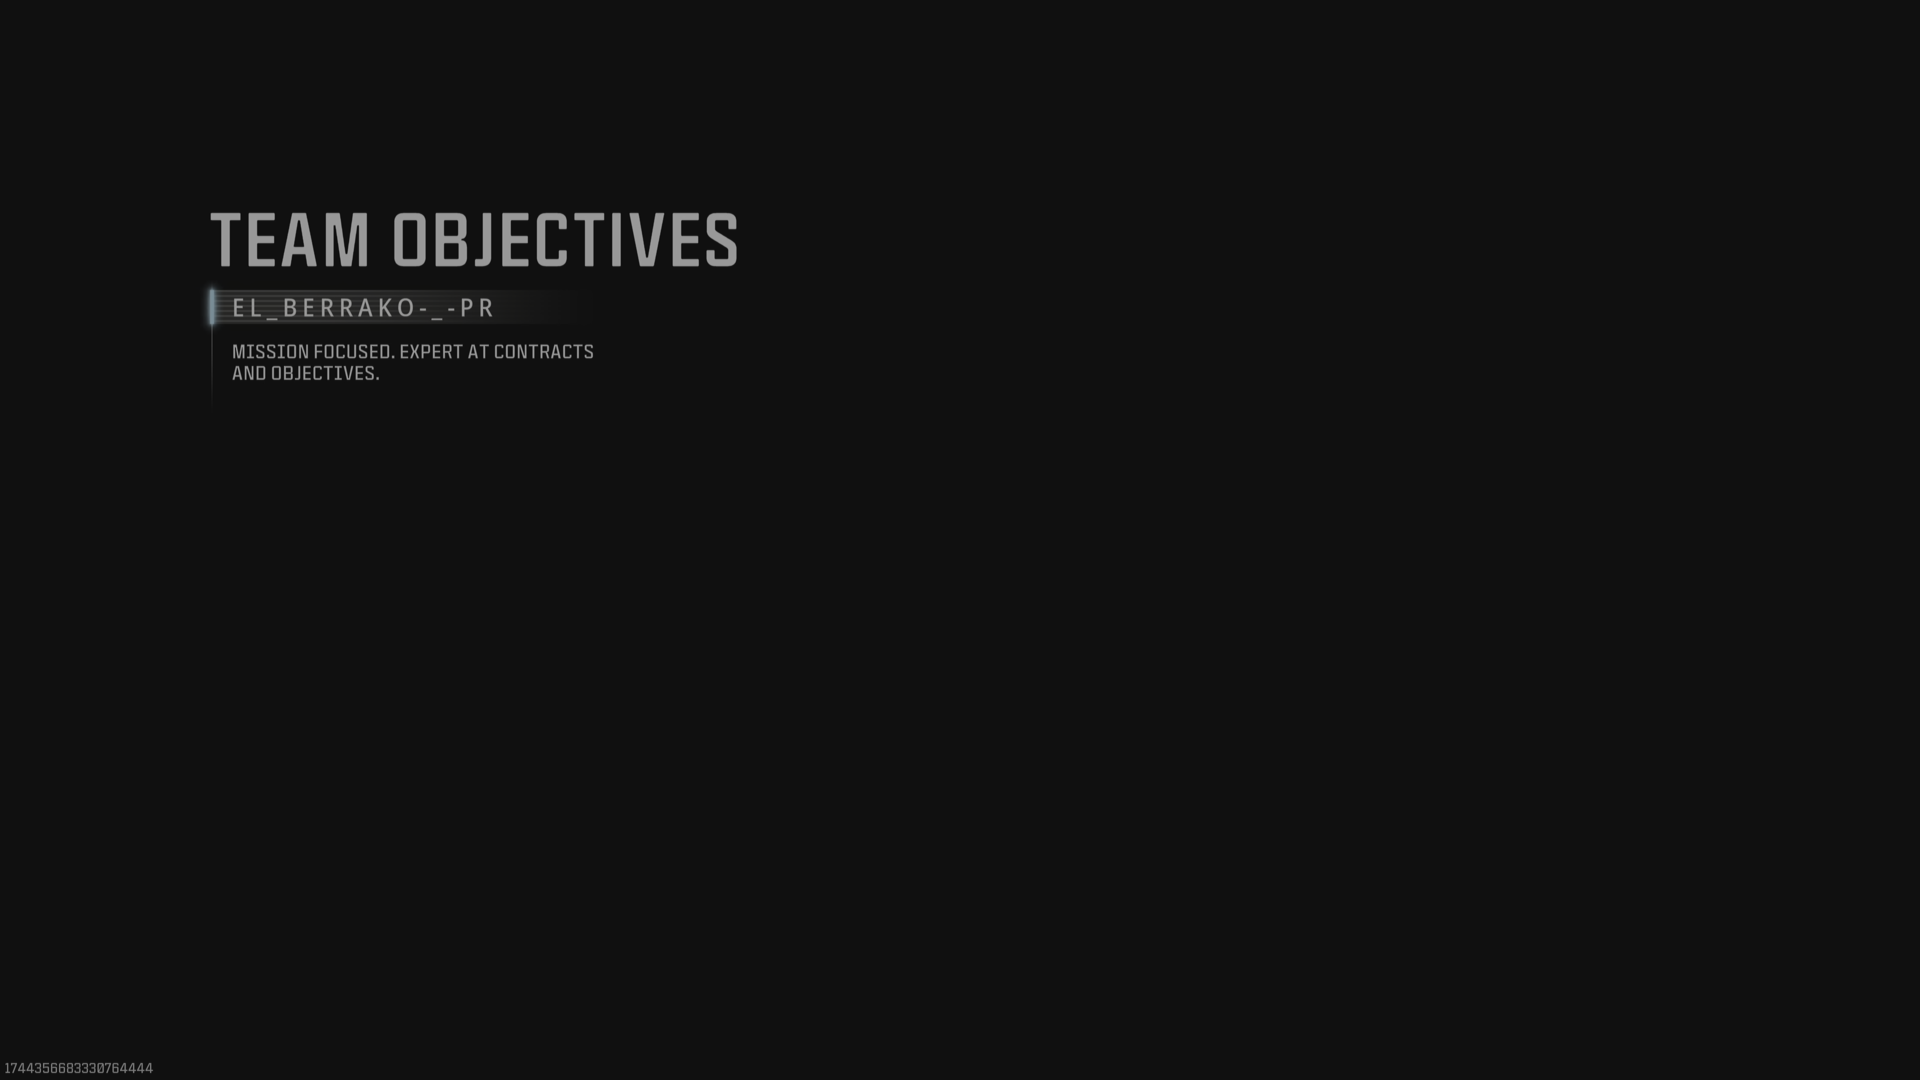 TEAM OBJECTIVES
EL_BERRAKO-_-PR
MISSION FOCUSED. EXPERT AT CONTRACTS
AND OBJECTIVES.
1744356683330764444